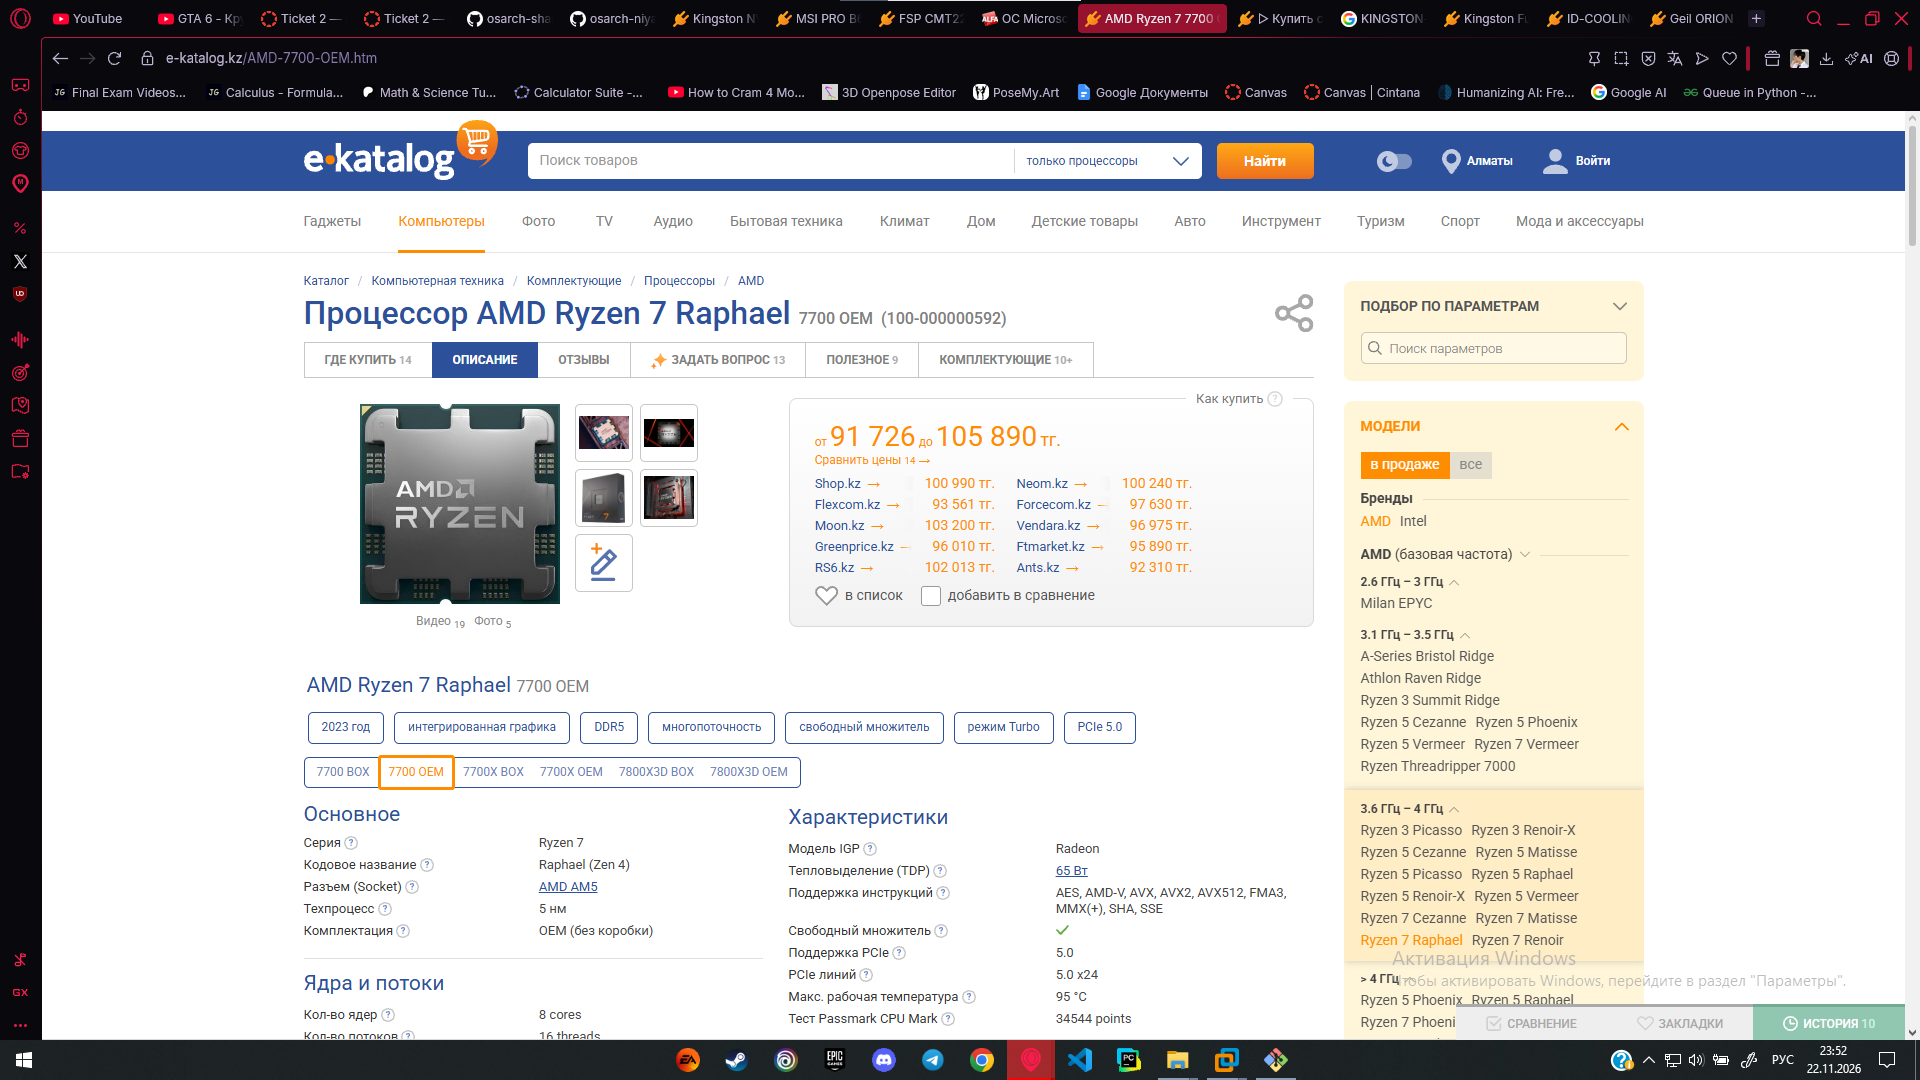 YouTube
GTA 6 - Кр
Ticket 2 —
Ticket 2 —
osarch-sha
osarch-niya
Kingston N
MSI PRO B
FSP CMT22
OC Microso
AMD Ryzen 7 7700
Купить
KINGSTON
Kingston Fu
ID-COOLIN
Geil ORION
e-katalog.kz/AMD-7700-OEM.htm
AI
Final Exam Videos...
Calculus - Formula...
Math & Science Tu...
Calculator Suite -...
How to Cram 4 Mo...
3D Openpose Editor
PoseMy.Art
Google Документы
Canvas
Canvas | Cintana
Humanizing AI: Fre...
Google AI
Queue in Python -...
e·katalog
Поиск товаров
только процессоры
Найти
Алматы
Войти
Гаджеты
Компьютеры
Фото
TV
Аудио
Бытовая техника
Климат
Дом
Детские товары
Авто
Инструмент
Туризм
Спорт
Мода и аксессуары
Каталог / Компьютерная техника / Комплектующие / Процессоры / AMD
Процессор AMD Ryzen 7 Raphael 7700 OEM (100-000000592)
ГДЕ КУПИТЬ 14
ОПИСАНИЕ
ОТЗЫВЫ
ЗАДАТЬ ВОПРОС 13
ПОЛЕЗНОЕ 9
КОМПЛЕКТУЮЩИЕ 10+
AMD
RYZEN
Видео 19 Фото 5
Как купить ?
от 91 726 до 105 890 тг.
Сравнить цены 14 →
Shop.kz → 100 990 тг. Neom.kz → 100 240 тг.
Flexcom.kz → 93 561 тг. Forcecom.kz → 97 630 тг.
Moon.kz → 103 200 тг. Vendara.kz → 96 975 тг.
Greenprice.kz → 96 010 тг. Ftmarket.kz → 95 890 тг.
RS6.kz → 102 013 тг. Ants.kz → 92 310 тг.
в список
добавить в сравнение
AMD Ryzen 7 Raphael 7700 OEM
2023 год
интегрированная графика
DDR5
многопоточность
свободный множитель
режим Turbo
PCIe 5.0
7700 BOX
7700 OEM
7700X BOX
7700X OEM
7800X3D BOX
7800X3D OEM
Основное
Серия ? Ryzen 7
Кодовое название ? Raphael (Zen 4)
Разъем (Socket) ? AMD AM5
Техпроцесс ? 5 нм
Комплектация ? OEM (без коробки)
Ядра и потоки
Кол-во ядер ? 8 cores
Кол-во потоков ? 16 threads
Характеристики
Модель IGP ? Radeon
Тепловыделение (TDP) ? 65 Вт
Поддержка инструкций ? AES, AMD-V, AVX, AVX2, AVX512, FMA3,
MMX(+), SHA, SSE
Свободный множитель ?
Поддержка PCIe ? 5.0
PCIe линий ? 5.0 x24
Макс. рабочая температура ? 95 °C
Тест Passmark CPU Mark ? 34544 points
ПОДБОР ПО ПАРАМЕТРАМ
Поиск параметров
МОДЕЛИ
в продаже
все
Бренды
AMD Intel
AMD (базовая частота)
2.6 ГГц – 3 ГГц
Milan EPYC
3.1 ГГц – 3.5 ГГц
A-Series Bristol Ridge
Athlon Raven Ridge
Ryzen 3 Summit Ridge
Ryzen 5 Cezanne Ryzen 5 Phoenix
Ryzen 5 Vermeer Ryzen 7 Vermeer
Ryzen Threadripper 7000
3.6 ГГц – 4 ГГц
Ryzen 3 Picasso Ryzen 3 Renoir-X
Ryzen 5 Cezanne Ryzen 5 Matisse
Ryzen 5 Picasso Ryzen 5 Raphael
Ryzen 5 Renoir-X Ryzen 5 Vermeer
Ryzen 7 Cezanne Ryzen 7 Matisse
Ryzen 7 Raphael Ryzen 7 Renoir
> 4 ГГц
Ryzen 5 Phoenix Ryzen 5 Raphael
Ryzen 7 Phoeni
Активация Windows
Чтобы активировать Windows, перейдите в раздел "Параметры".
СРАВНЕНИЕ
ЗАКЛАДКИ
ИСТОРИЯ 10
GX
РУС
23:52
22.11.2026